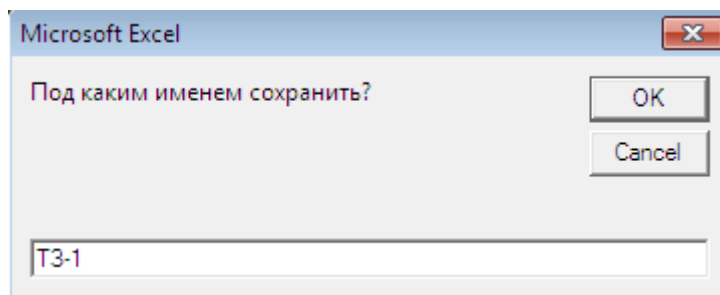 Microsoft Excel
Под каким именем сохранить?
OK
Cancel
ТЗ-1